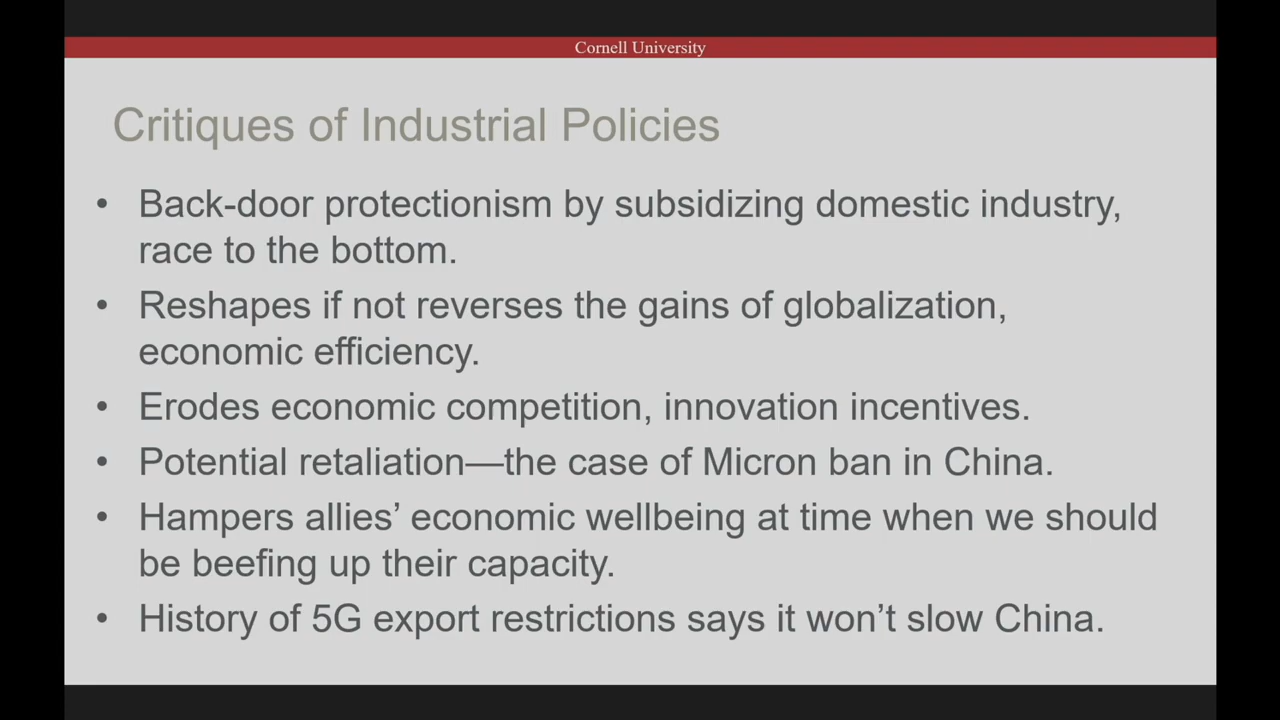 Cornell University
Critiques of Industrial Policies
• Back-door protectionism by subsidizing domestic industry,
race to the bottom.
• Reshapes if not reverses the gains of globalization,
economic efficiency.
• Erodes economic competition, innovation incentives.
• Potential retaliation—the case of Micron ban in China.
• Hampers allies’ economic wellbeing at time when we should
be beefing up their capacity.
• History of 5G export restrictions says it won’t slow China.